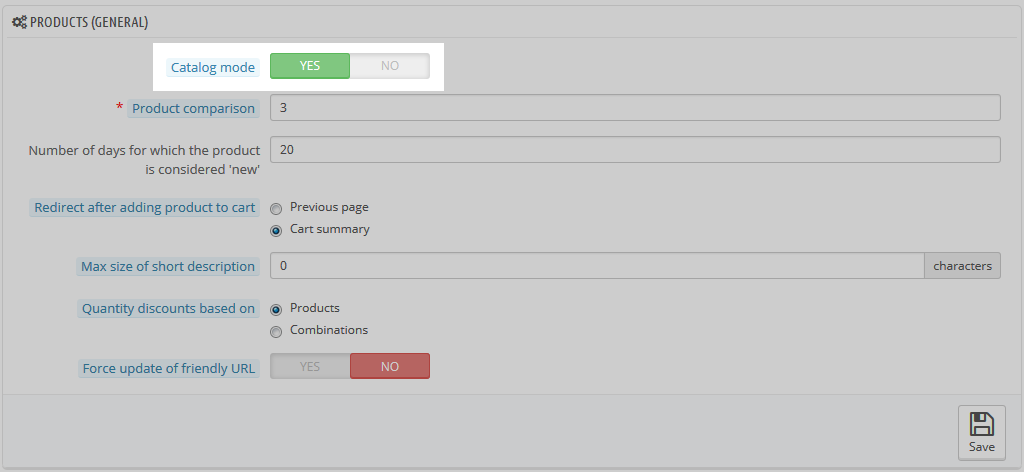 PRODUCTS (GENERAL)
Catalog mode YES NO
* Product comparison 3
Number of days for which the product
is considered 'new'
20
Redirect after adding product to cart
Previous page
Cart summary
Max size of short description 0 characters
Quantity discounts based on
Products
Combinations
Force update of friendly URL YES NO
Save